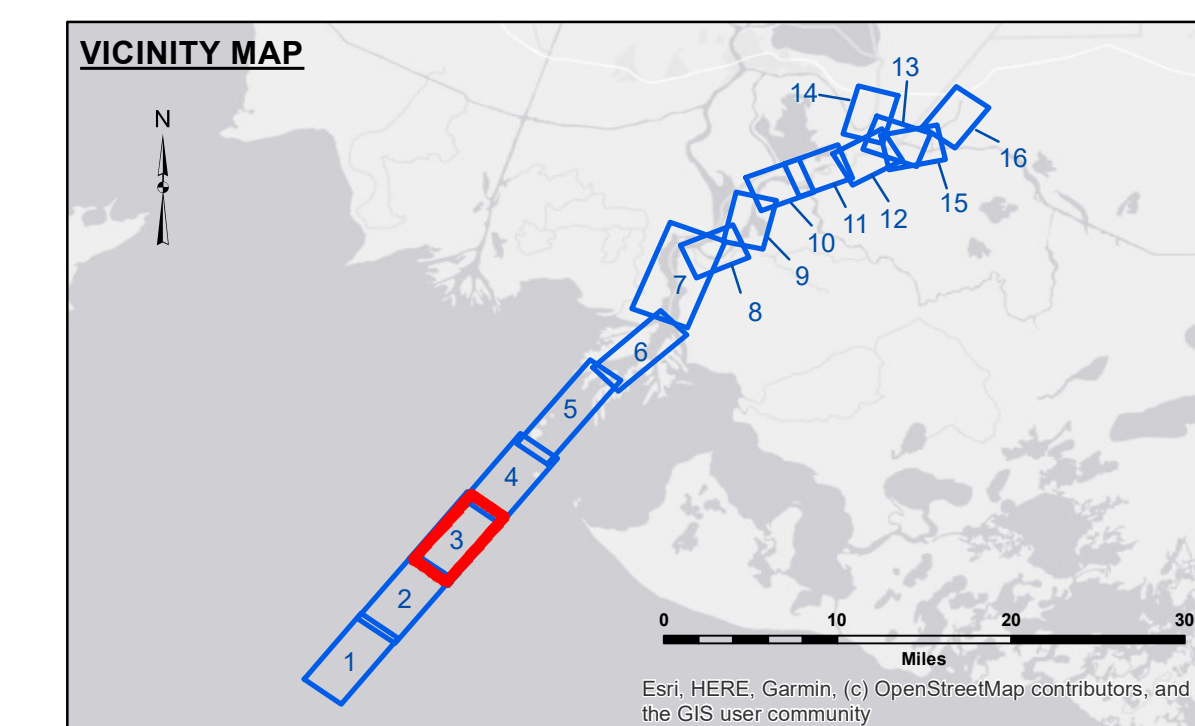 VICINITY MAP
N
13
14
16
15
12
11
10
9
7
8
6
5
4
3
2
1
0 10 20 30
Miles
Esri, HERE, Garmin, (c) OpenStreetMap contributors, and
the GIS user community